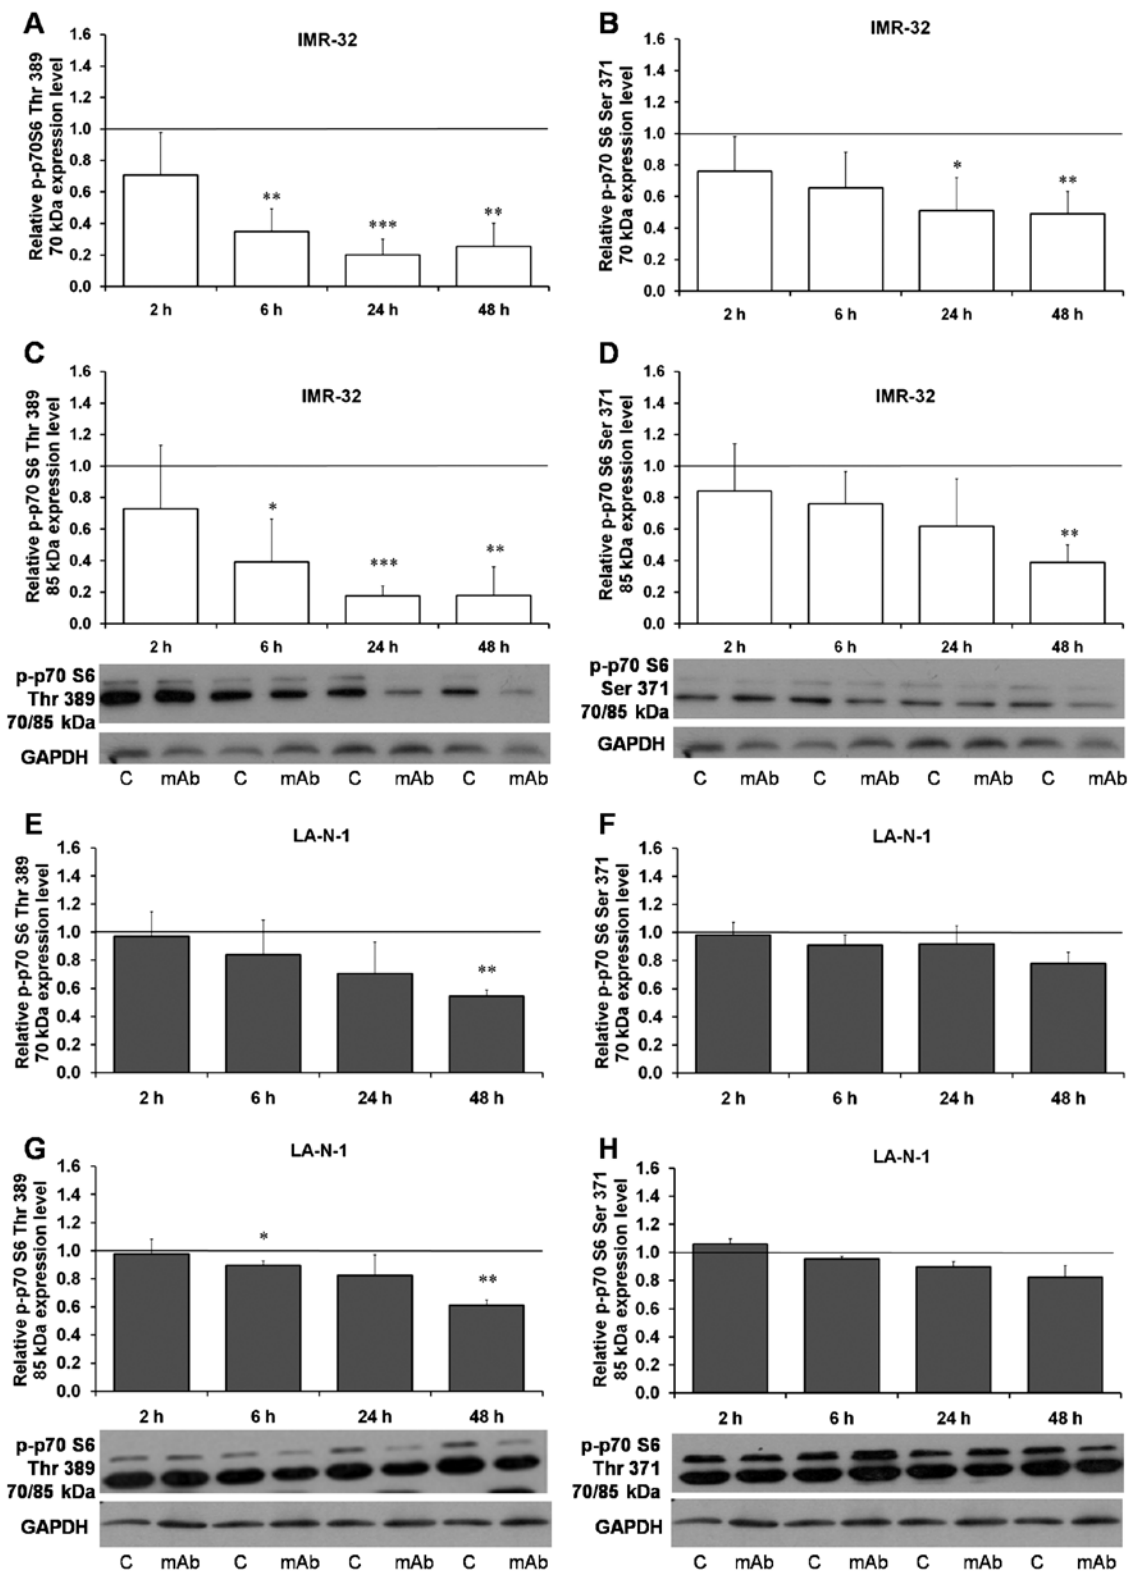 A
IMR-32
Relative p-p70S6 Thr 389
70 kDa expression level
1.6
1.4
1.2
1.0
0.8
0.6
0.4
0.2
0.0
**
***
**
2 h 6 h 24 h 48 h
B
IMR-32
Relative p-p70 S6 Ser 371
70 kDa expression level
1.6
1.4
1.2
1.0
0.8
0.6
0.4
0.2
0.0
*
**
2 h 6 h 24 h 48 h
C
IMR-32
Relative p-p70 S6 Thr 389
85 kDa expression level
1.6
1.4
1.2
1.0
0.8
0.6
0.4
0.2
0.0
*
***
**
2 h 6 h 24 h 48 h
p-p70 S6
Thr 389
70/85 kDa
GAPDH
C mAb C mAb C mAb C mAb
D
IMR-32
Relative p-p70 S6 Ser 371
85 kDa expression level
1.6
1.4
1.2
1.0
0.8
0.6
0.4
0.2
0.0
**
2 h 6 h 24 h 48 h
p-p70 S6
Ser 371
70/85 kDa
GAPDH
C mAb C mAb C mAb C mAb
E
LA-N-1
Relative p-p70 S6 Thr 389
70 kDa expression level
1.6
1.4
1.2
1.0
0.8
0.6
0.4
0.2
0.0
**
2 h 6 h 24 h 48 h
F
LA-N-1
Relative p-p70 S6 Ser 371
70 kDa expression level
1.6
1.4
1.2
1.0
0.8
0.6
0.4
0.2
0.0
2 h 6 h 24 h 48 h
G
LA-N-1
Relative p-p70 S6 Thr 389
85 kDa expression level
1.6
1.4
1.2
1.0
0.8
0.6
0.4
0.2
0.0
*
**
2 h 6 h 24 h 48 h
p-p70 S6
Thr 389
70/85 kDa
GAPDH
C mAb C mAb C mAb C mAb
H
LA-N-1
Relative p-p70 S6 Ser 371
85 kDa expression level
1.6
1.4
1.2
1.0
0.8
0.6
0.4
0.2
0.0
2 h 6 h 24 h 48 h
p-p70 S6
Thr 371
70/85 kDa
GAPDH
C mAb C mAb C mAb C mAb